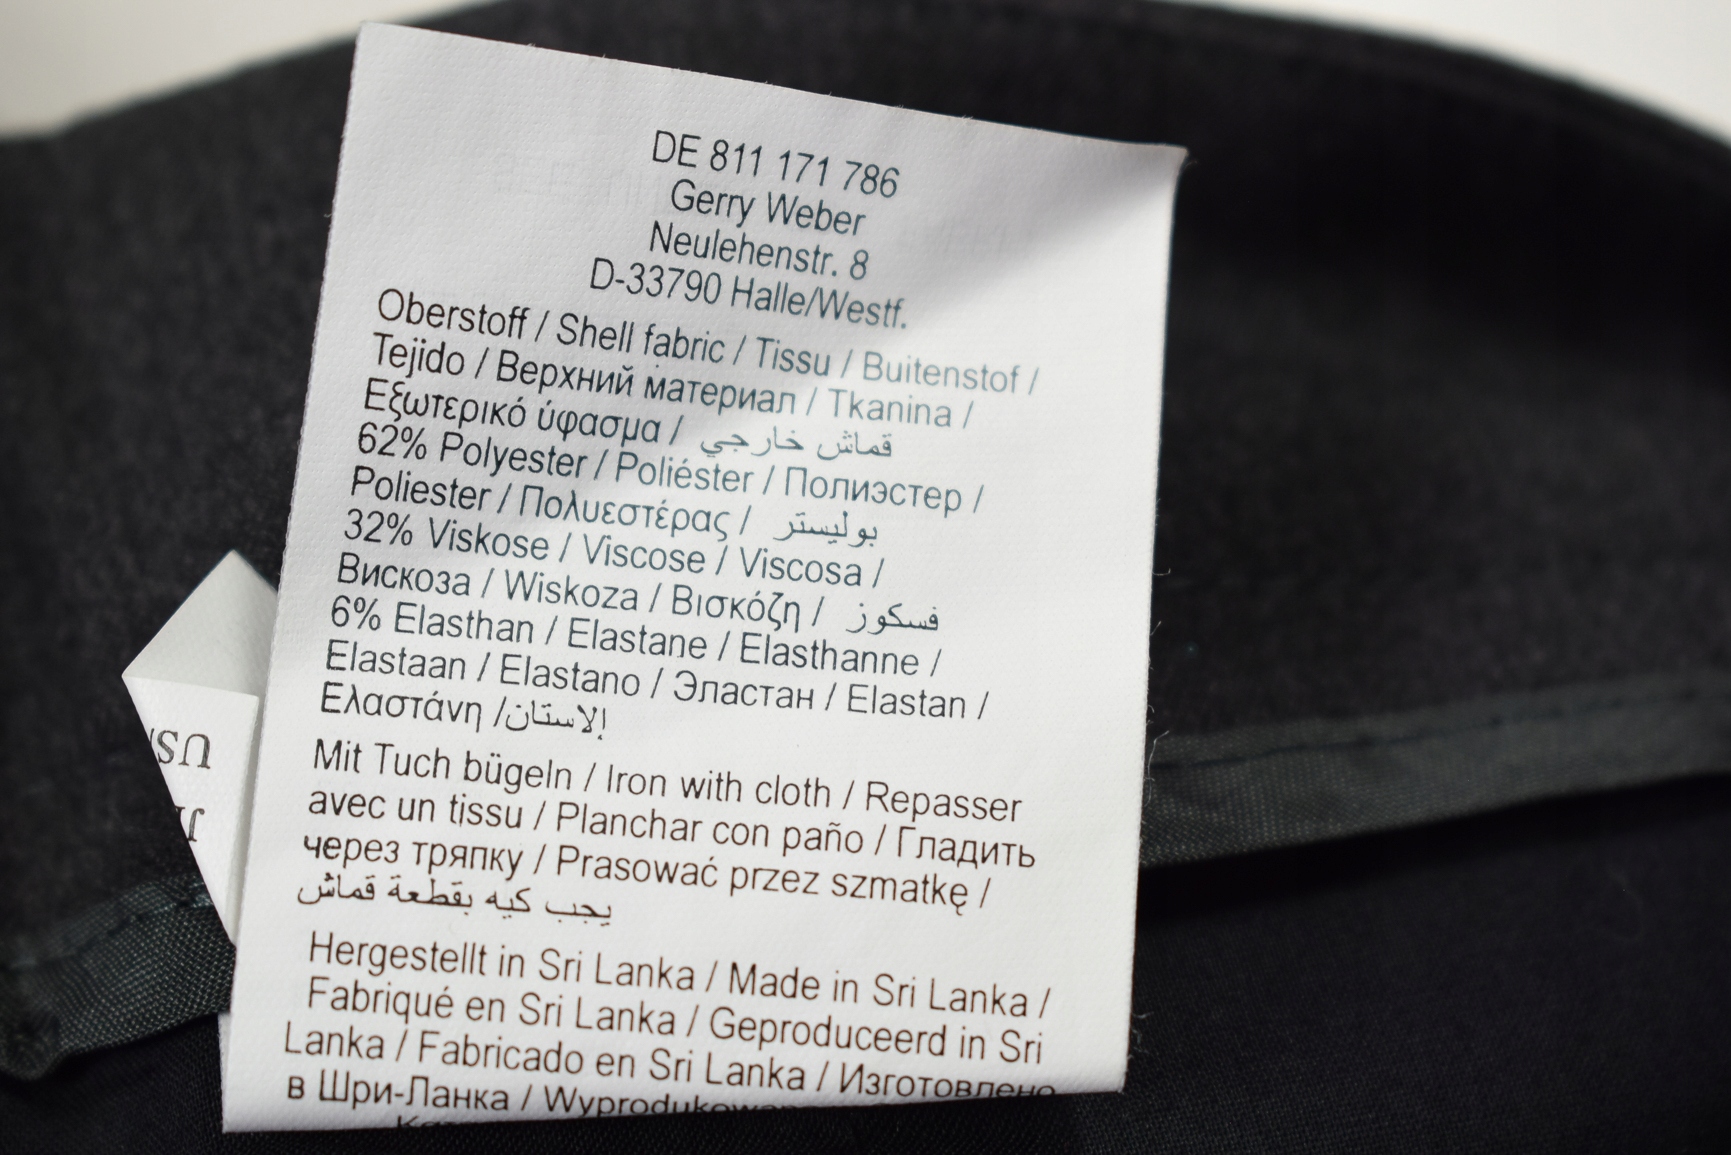 DE 811 171 786
Gerry Weber
Neulehenstr. 8
D-33790 Halle/Westf.
Oberstoff / Shell fabric / Tissu / Buitenstof /
Tejido / Верхний материал / Tkanina /
Εξωτερικό ύφασμα / قماش خارجي
62% Polyester / Poliéster / Полиэстер /
Poliester / Πολυεστέρας / بوليستر
32% Viskose / Viscose / Viscosa /
Вискоза / Wiskoza / Βισκόζη / فسكوز
6% Elasthan / Elastane / Elasthanne /
Elastaan / Elastano / Эластан / Elastan /
Ελαστάνη /إلاستان
Mit Tuch bügeln / Iron with cloth / Repasser
avec un tissu / Planchar con paño / Гладить
через тряпку / Prasować przez szmatkę /
يجب كيه بقطعة قماش
Hergestellt in Sri Lanka / Made in Sri Lanka /
Fabriqué en Sri Lanka / Geproduceerd in Sri
Lanka / Fabricado en Sri Lanka / Изготовлено
в Шри-Ланка /